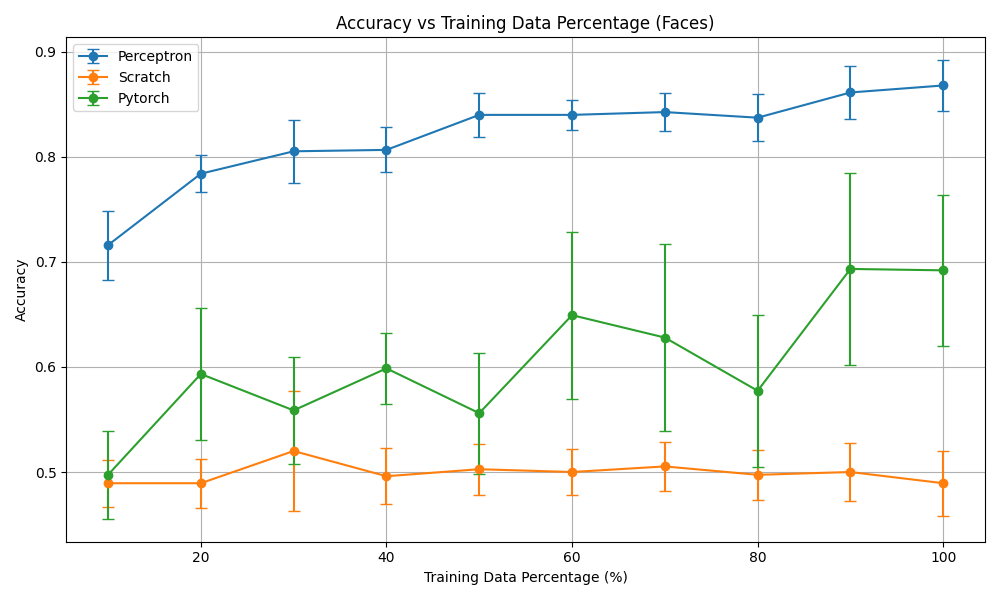 Accuracy vs Training Data Percentage (Faces)
Perceptron
Scratch
Pytorch
0.9
0.8
0.7
0.6
0.5
Accuracy
20 40 60 80 100
Training Data Percentage (%)